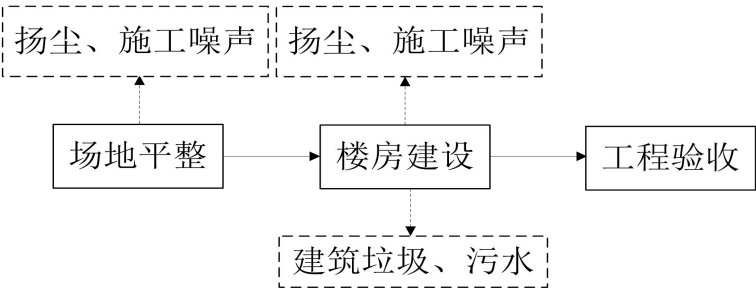 扬尘、施工噪声
扬尘、施工噪声
场地平整
楼房建设
工程验收
建筑垃圾、污水